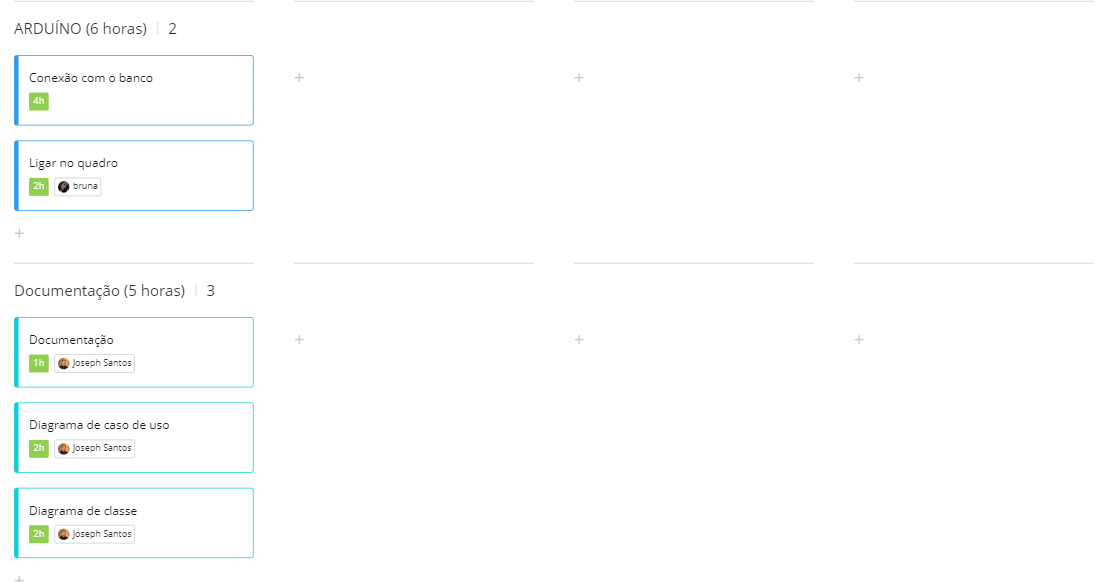 ARDUÍNO (6 horas) 2
Conexão com o banco
4h
Ligar no quadro
2h bruna
Documentação (5 horas) 3
Documentação
1h Joseph Santos
Diagrama de caso de uso
2h Joseph Santos
Diagrama de classe
2h Joseph Santos